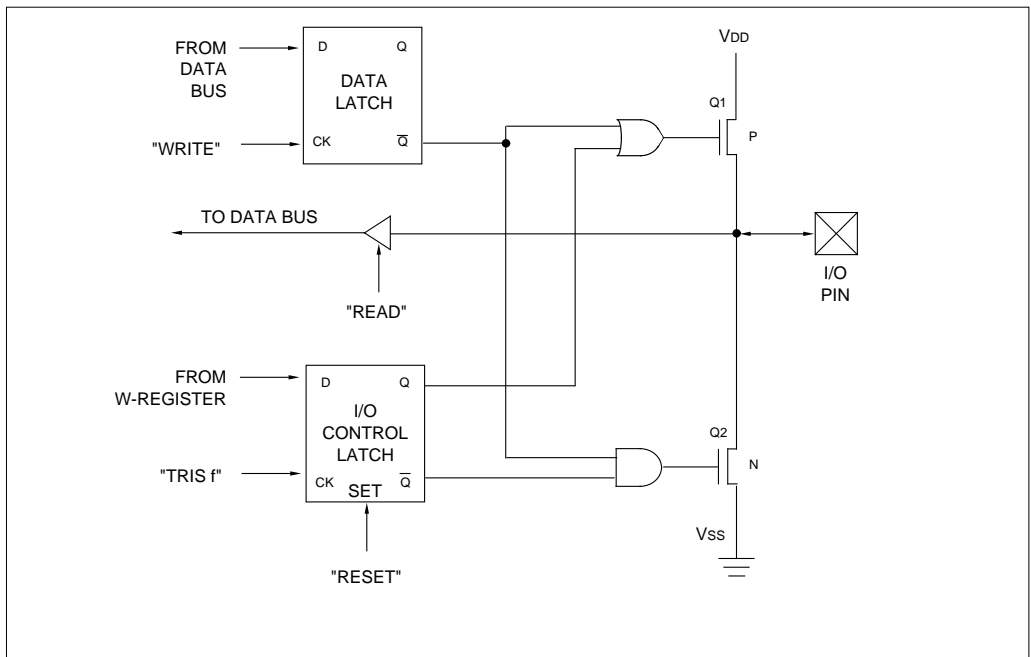 FROM
DATA
BUS
D
Q
DATA
LATCH
"WRITE"
CK
Q̅
VDD
Q1
P
TO DATA BUS
"READ"
I/O
PIN
FROM
W-REGISTER
D
Q
I/O
CONTROL
LATCH
"TRIS f"
CK
SET
Q̅
"RESET"
Q2
N
VSS